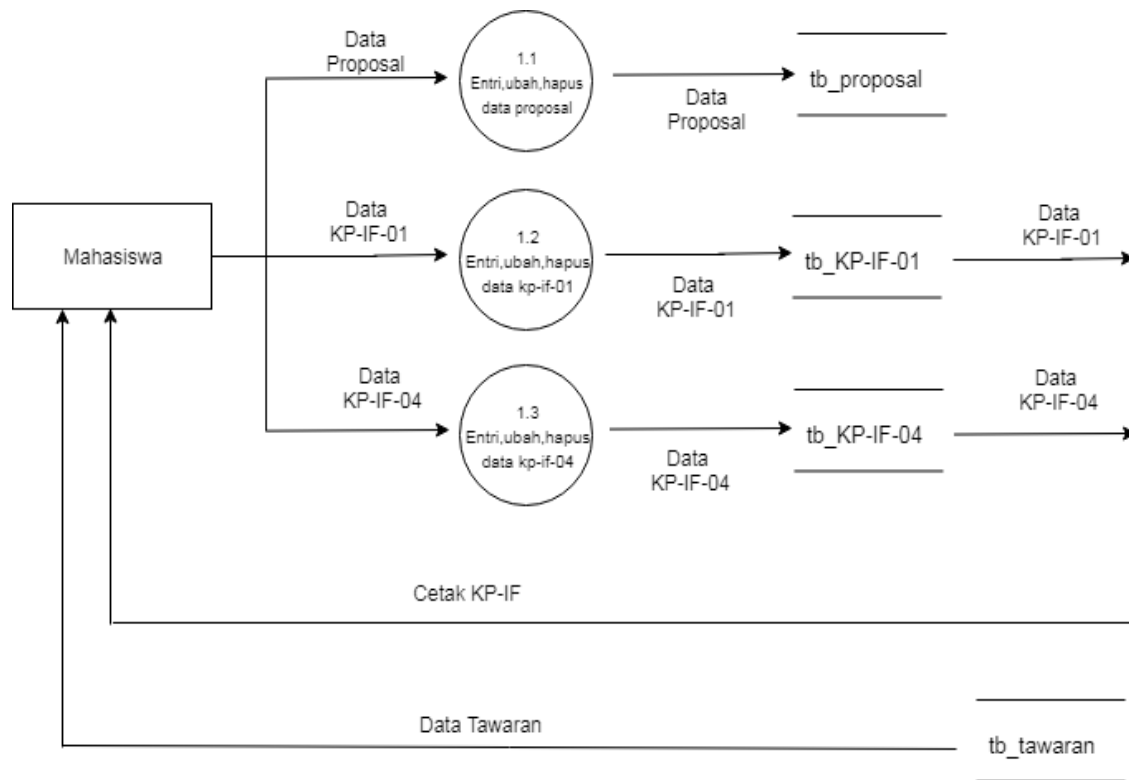 Data
Proposal
1.1
Entri,ubah,hapus
data proposal
Data
Proposal
tb_proposal
Mahasiswa
Data
KP-IF-01
1.2
Entri,ubah,hapus
data kp-if-01
Data
KP-IF-01
tb_KP-IF-01
Data
KP-IF-01
Data
KP-IF-04
1.3
Entri,ubah,hapus
data kp-if-04
Data
KP-IF-04
tb_KP-IF-04
Data
KP-IF-04
Cetak KP-IF
Data Tawaran
tb_tawaran